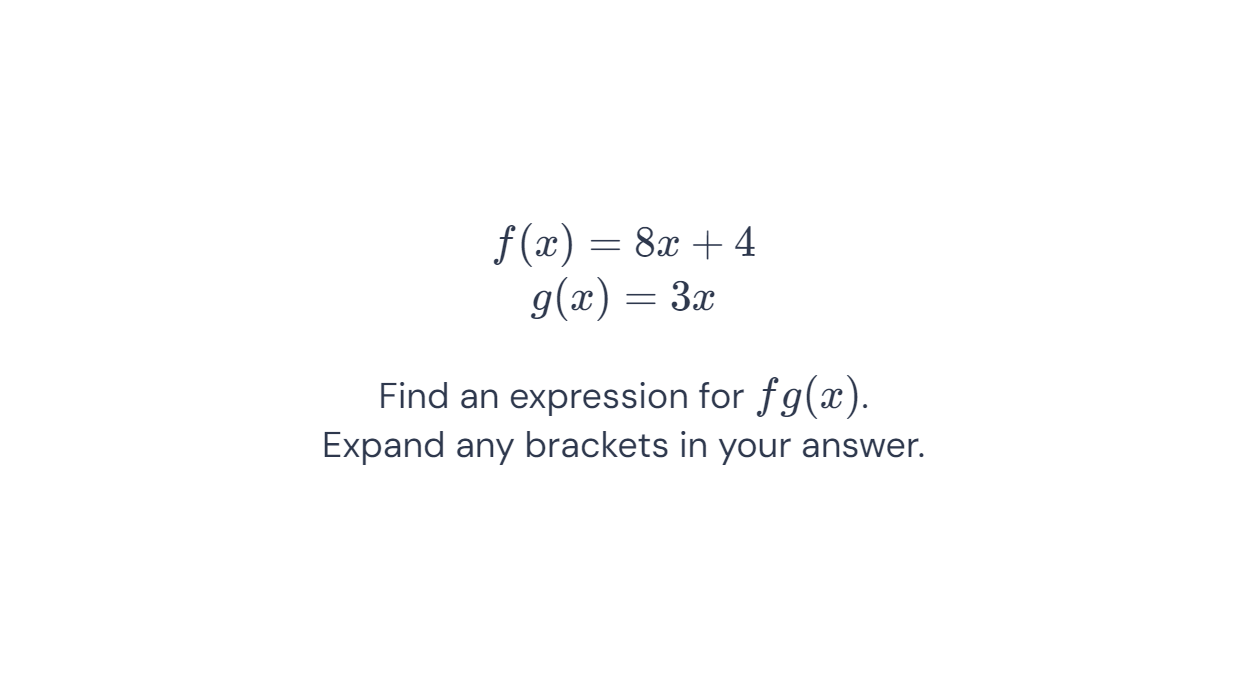 f(x) = 8x + 4
g(x) = 3x
Find an expression for fg(x).
Expand any brackets in your answer.